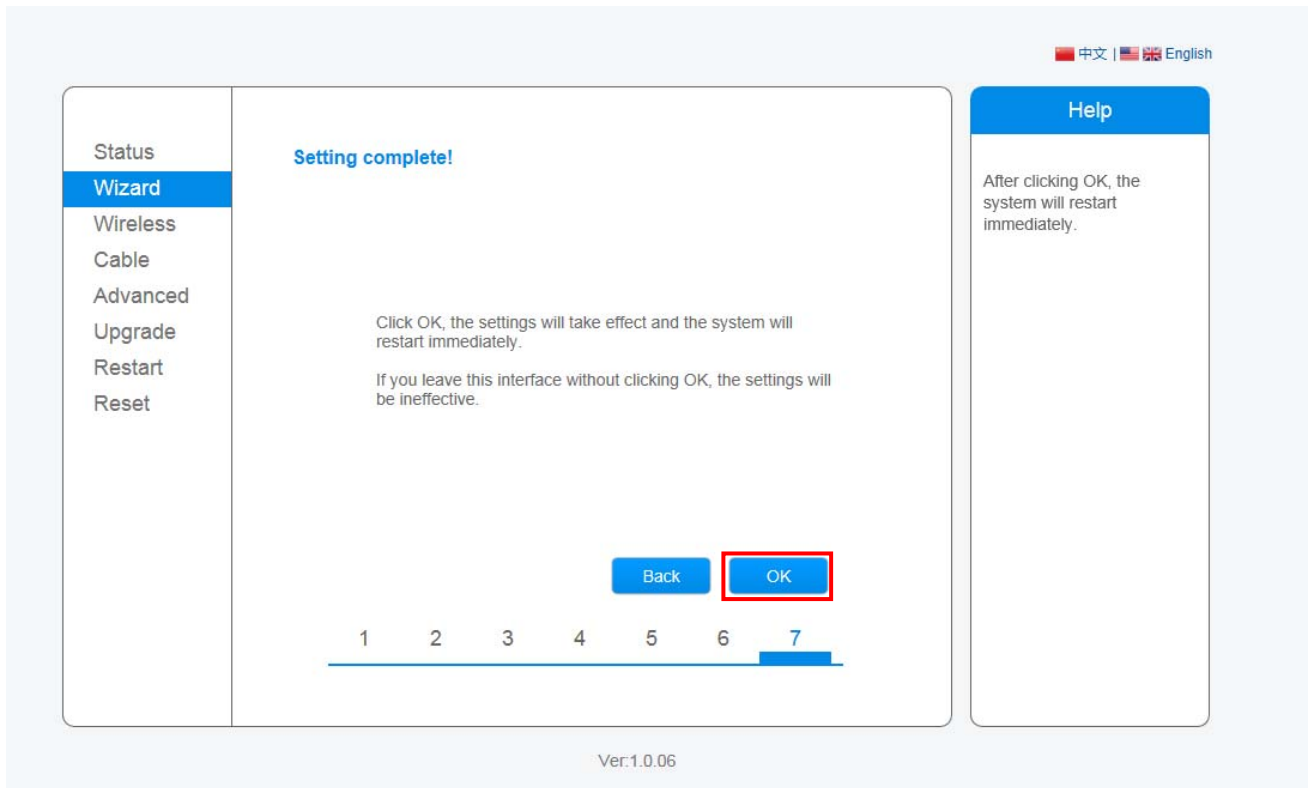 中文 | English
Status
Wizard
Wireless
Cable
Advanced
Upgrade
Restart
Reset
Setting complete!
Click OK, the settings will take effect and the system will
restart immediately.
If you leave this interface without clicking OK, the settings will
be ineffective.
Back OK
1 2 3 4 5 6 7
Help
After clicking OK, the
system will restart
immediately.
Ver:1.0.06